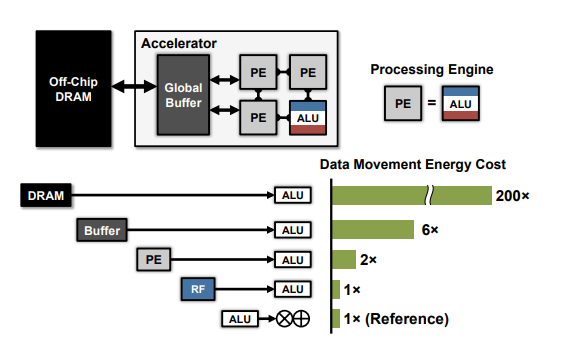 Accelerator
Off-Chip
DRAM
Global
Buffer
PE
PE
PE
ALU
Processing Engine
PE = ALU
Data Movement Energy Cost
DRAM ALU 200×
Buffer ALU 6×
PE ALU 2×
RF ALU 1×
ALU 1× (Reference)